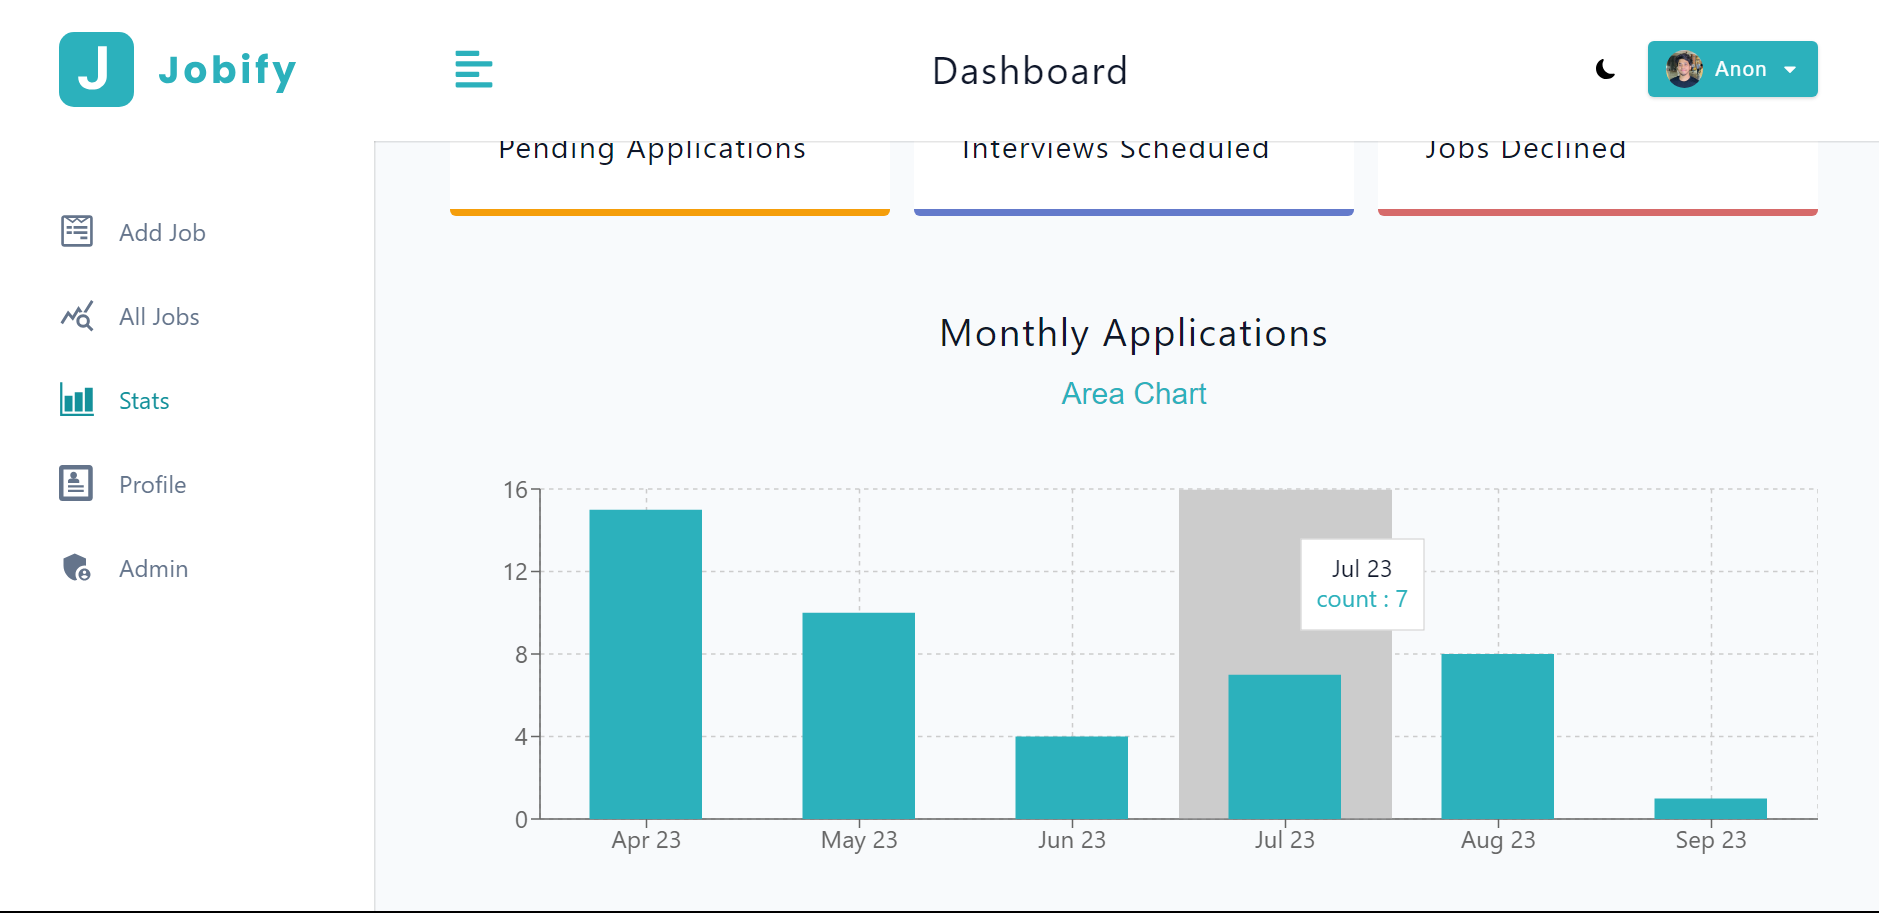 J Jobify
Dashboard
Anon
Pending Applications
Interviews Scheduled
Jobs Declined
Add Job
All Jobs
Stats
Profile
Admin
Monthly Applications
Area Chart
16
12
8
4
0
Jul 23
count : 7
Apr 23
May 23
Jun 23
Jul 23
Aug 23
Sep 23